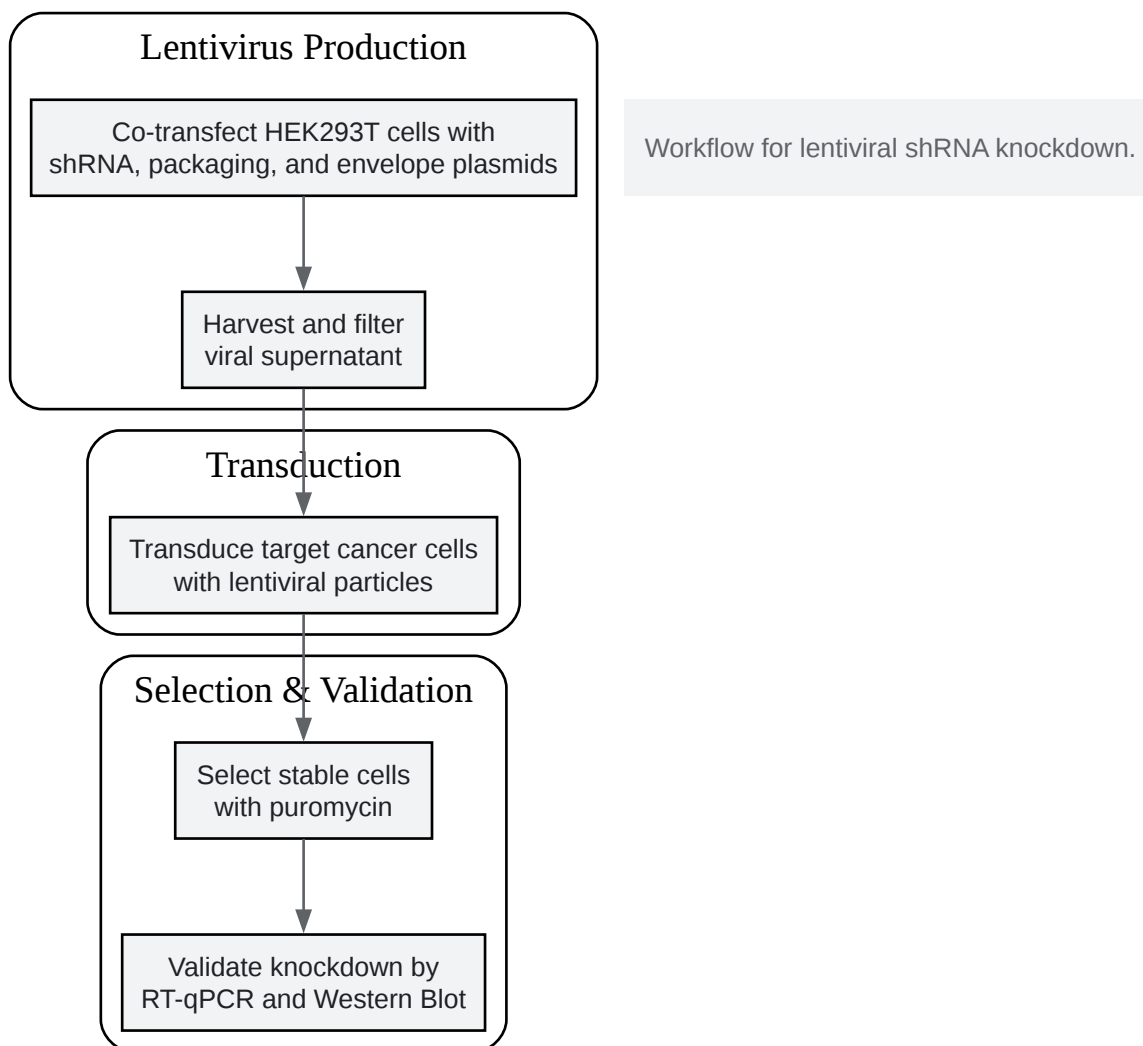 Lentivirus Production
Co-transfect HEK293T cells with
shRNA, packaging, and envelope plasmids
Workflow for lentiviral shRNA knockdown.
Harvest and filter
viral supernatant
Transduction
Transduce target cancer cells
with lentiviral particles
Selection & Validation
Select stable cells
with puromycin
Validate knockdown by
RT-qPCR and Western Blot